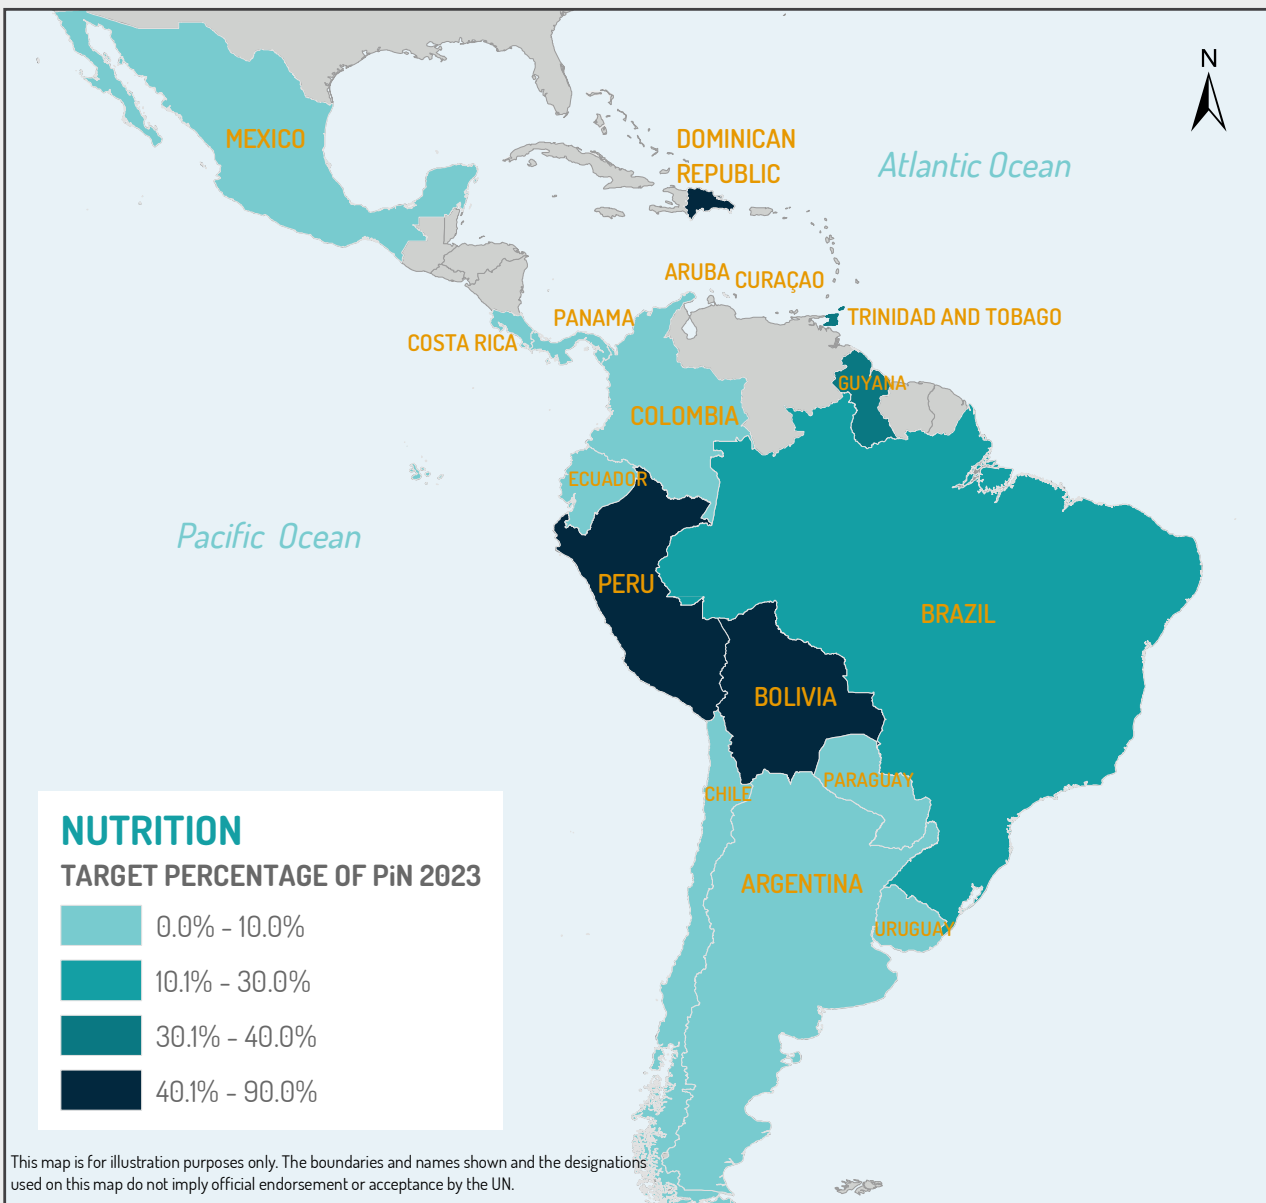 N
MEXICO
DOMINICAN
REPUBLIC
Atlantic Ocean
ARUBA
CURAÇAO
PANAMA
TRINIDAD AND TOBAGO
COSTA RICA
GUYANA
COLOMBIA
ECUADOR
Pacific Ocean
PERU
BRAZIL
BOLIVIA
PARAGUAY
CHILE
ARGENTINA
URUGUAY
NUTRITION
TARGET PERCENTAGE OF PiN 2023
0.0% - 10.0%
10.1% - 30.0%
30.1% - 40.0%
40.1% - 90.0%
This map is for illustration purposes only. The boundaries and names shown and the designations
used on this map do not imply official endorsement or acceptance by the UN.